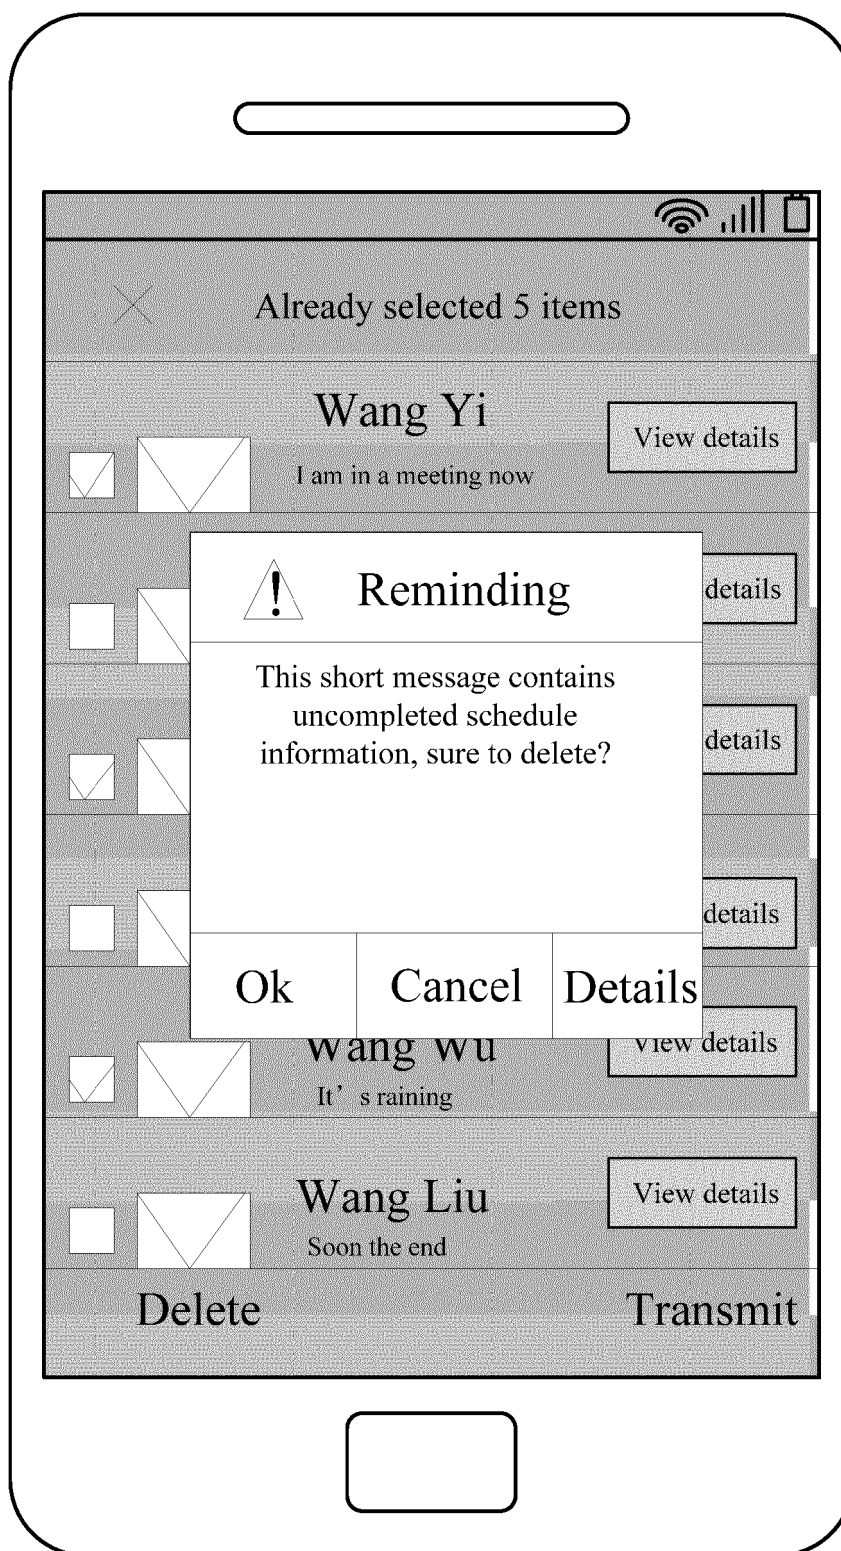 Already selected 5 items
Wang Yi
View details
I am in a meeting now
details
Reminding
This short message contains
uncompleted schedule
information, sure to delete?
details
details
Ok
Cancel
Details
Wang Wu
View details
It’ s raining
Wang Liu
View details
Soon the end
Delete
Transmit